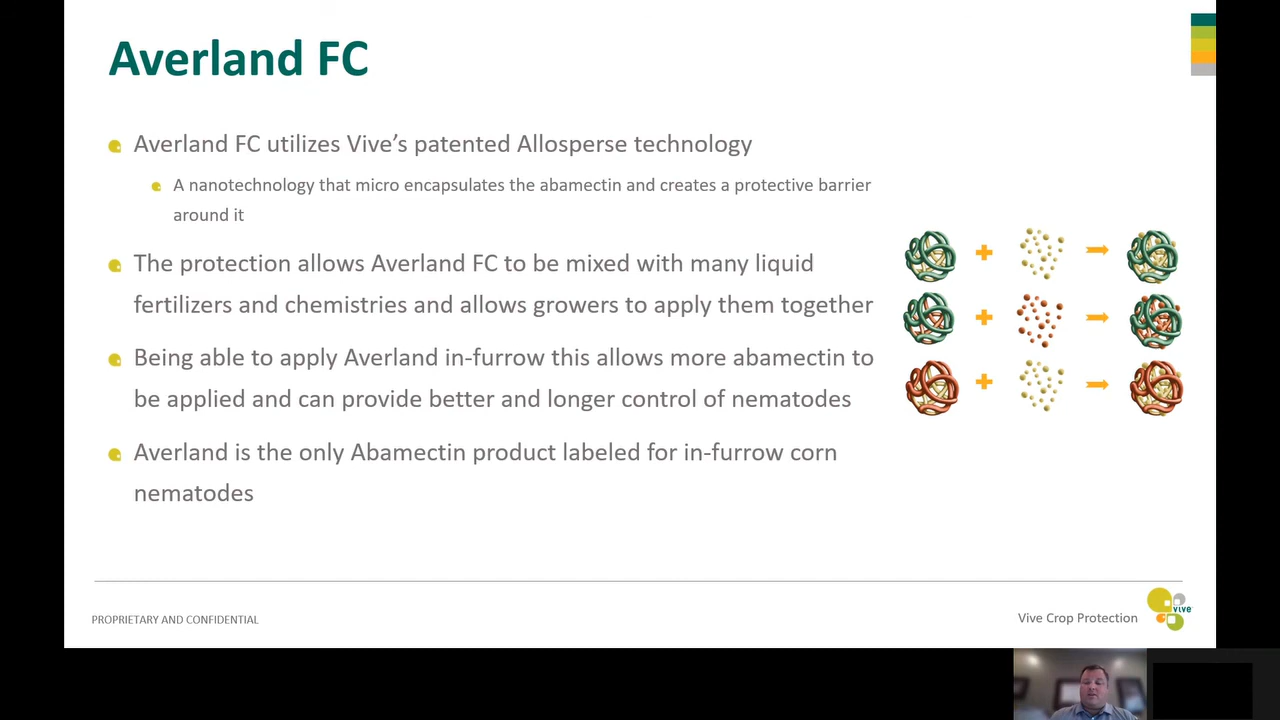 Averland FC
Averland FC utilizes Vive's patented Allosperse technology
A nanotechnology that micro encapsulates the abamectin and creates a protective barrier
around it
The protection allows Averland FC to be mixed with many liquid
fertilizers and chemistries and allows growers to apply them together
Being able to apply Averland in-furrow this allows more abamectin to
be applied and can provide better and longer control of nematodes
Averland is the only Abamectin product labeled for in-furrow corn
nematodes
PROPRIETARY AND CONFIDENTIAL
Vive Crop Protection
vive